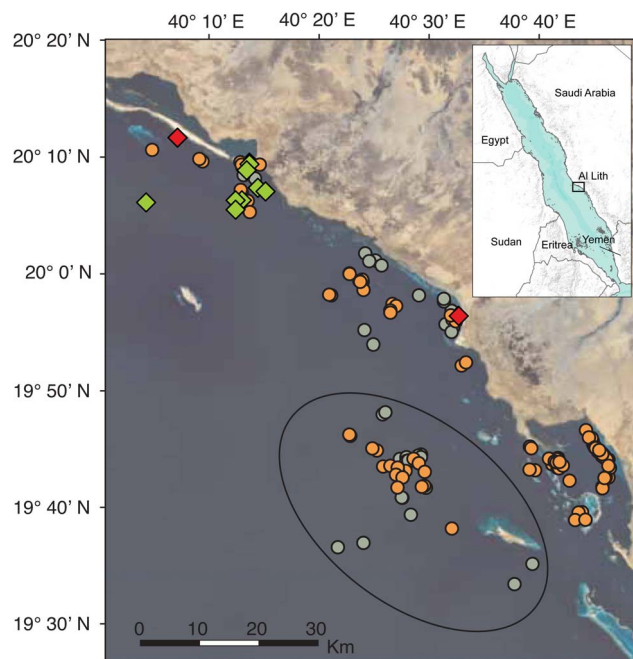 40° 10’ E 40° 20’ E 40° 30’ E 40° 40’ E
20° 20’ N
20° 10’ N
20° 0’ N
19° 50’ N
19° 40’ N
19° 30’ N
Saudi Arabia
Egypt
Al Lith
Sudan
Eritrea
Yemen
0 10 20 30
Km